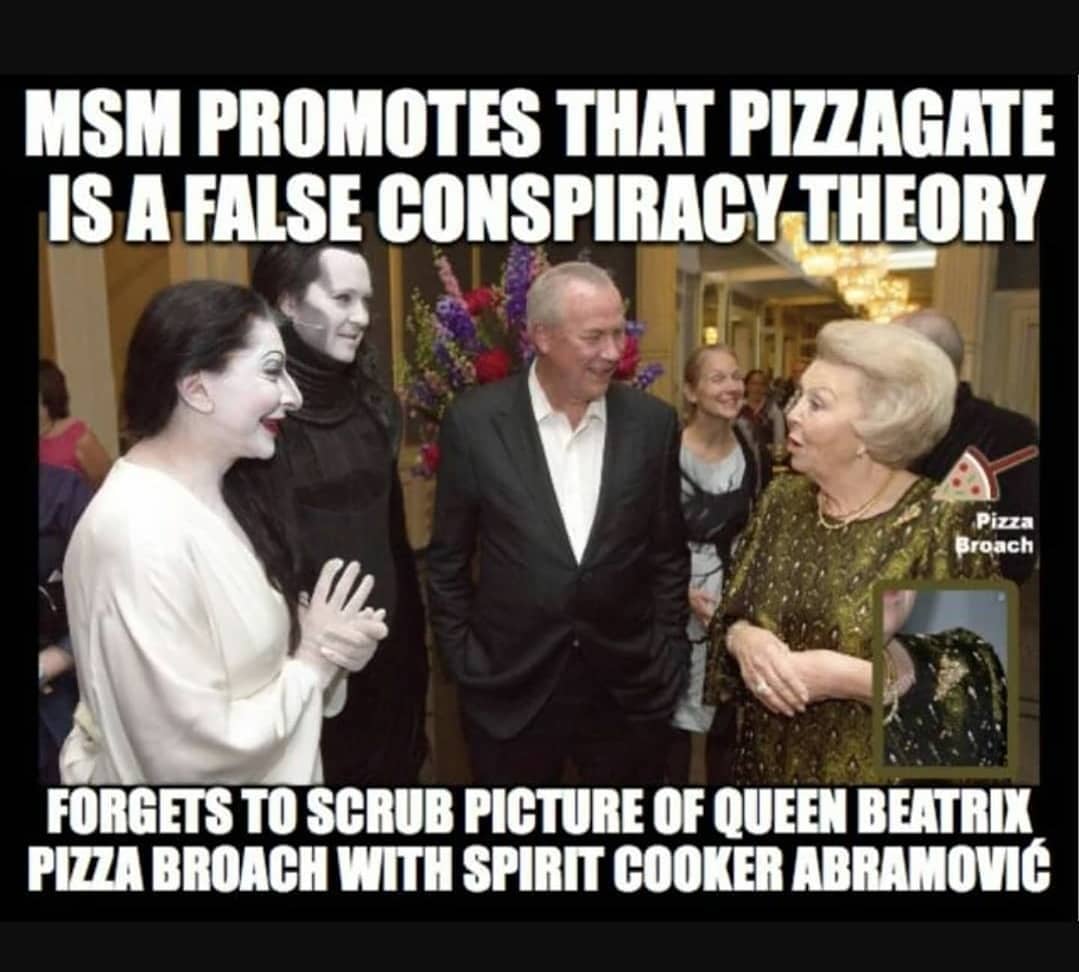 MSM PROMOTES THAT PIZZAGATE
IS A FALSE CONSPIRACY THEORY
Pizza
Broach
FORGETS TO SCRUB PICTURE OF QUEEN BEATRIX
PIZZA BROACH WITH SPIRIT COOKER ABRAMOVIĆ